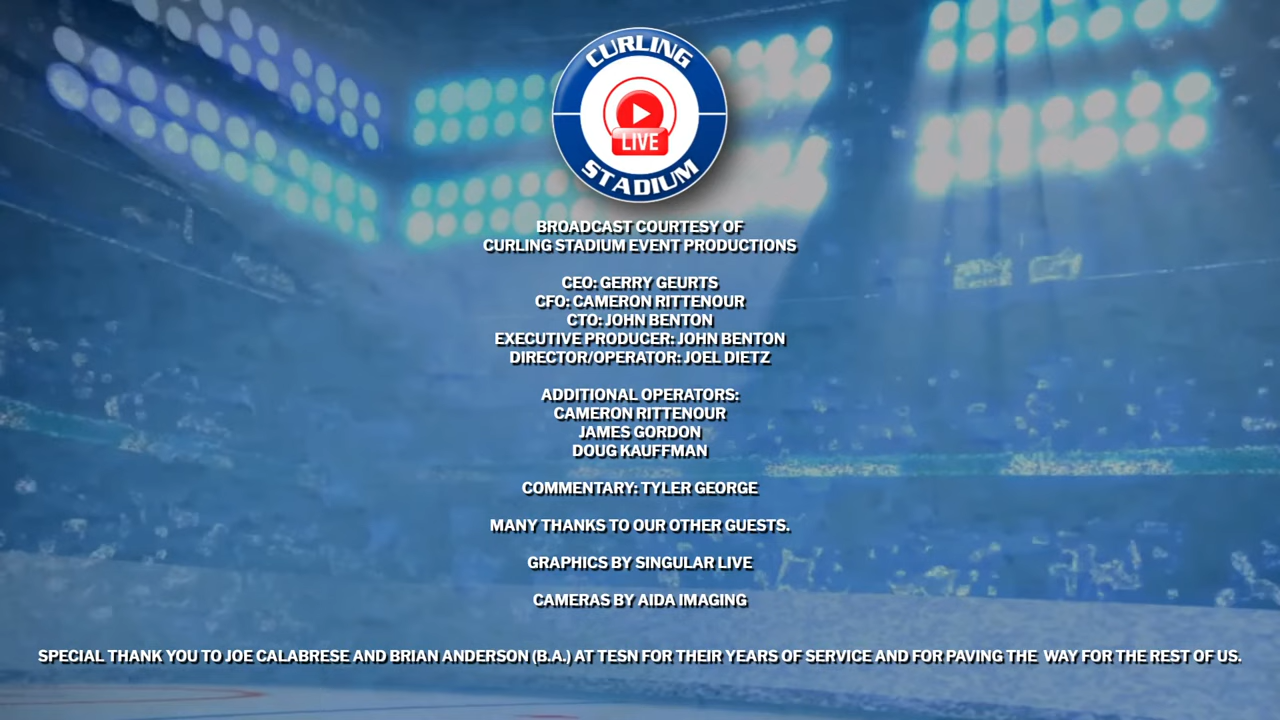 CURLING
LIVE
STADIUM
BROADCAST COURTESY OF
CURLING STADIUM EVENT PRODUCTIONS
CEO: GERRY GEURTS
CFO: CAMERON RITTENOUR
CTO: JOHN BENTON
EXECUTIVE PRODUCER: JOHN BENTON
DIRECTOR/OPERATOR: JOEL DIETZ
ADDITIONAL OPERATORS:
CAMERON RITTENOUR
JAMES GORDON
DOUG KAUFFMAN
COMMENTARY: TYLER GEORGE
MANY THANKS TO OUR OTHER GUESTS.
GRAPHICS BY SINGULAR LIVE
CAMERAS BY AIDA IMAGING
SPECIAL THANK YOU TO JOE CALABRESE AND BRIAN ANDERSON (B.A.) AT TESN FOR THEIR YEARS OF SERVICE AND FOR PAVING THE  WAY FOR THE REST OF US.